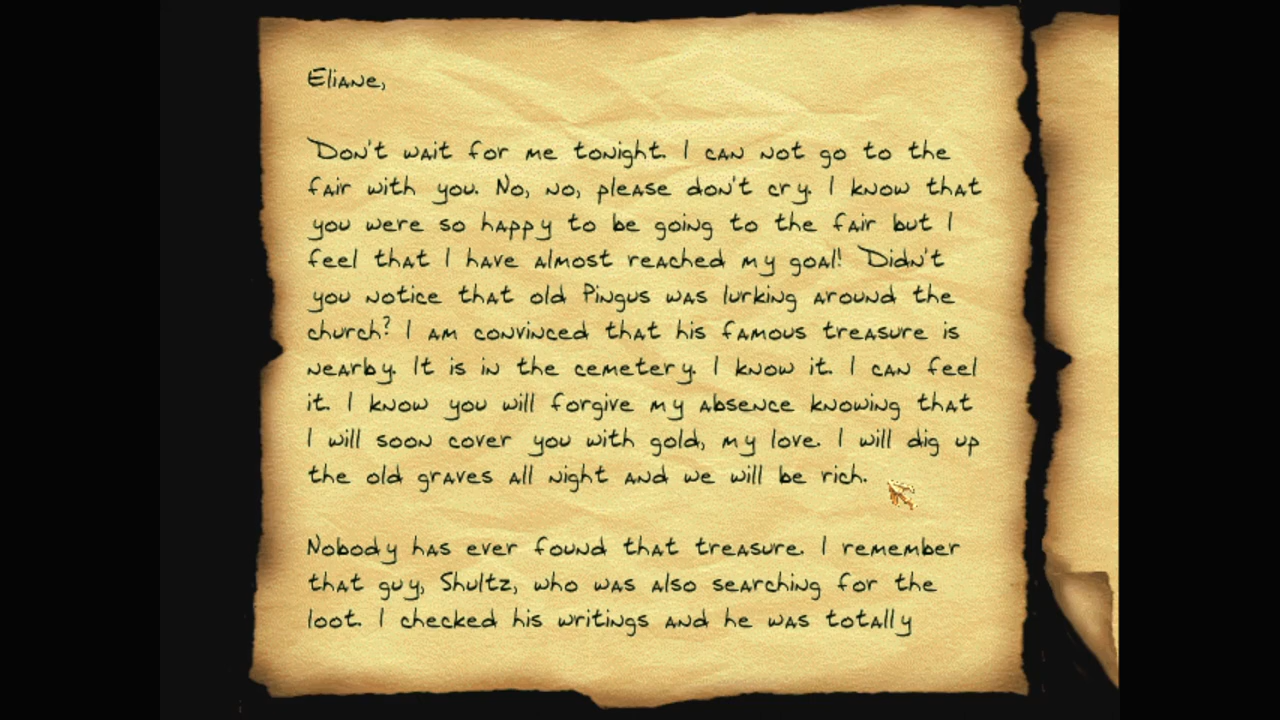 Eliane,
Don't wait for me tonight. I can not go to the
fair with you. No, no, please don't cry. I know that
you were so happy to be going to the fair but I
feel that I have almost reached my goal! Didn't
you notice that old Pingus was lurking around the
church? I am convinced that his famous treasure is
nearby. It is in the cemetery. I know it. I can feel
it. I know you will forgive my absence knowing that
I will soon cover you with gold, my love. I will dig up
the old graves all night and we will be rich.
Nobody has ever found that treasure. I remember
that guy, Shultz, who was also searching for the
loot. I checked his writings and he was totally